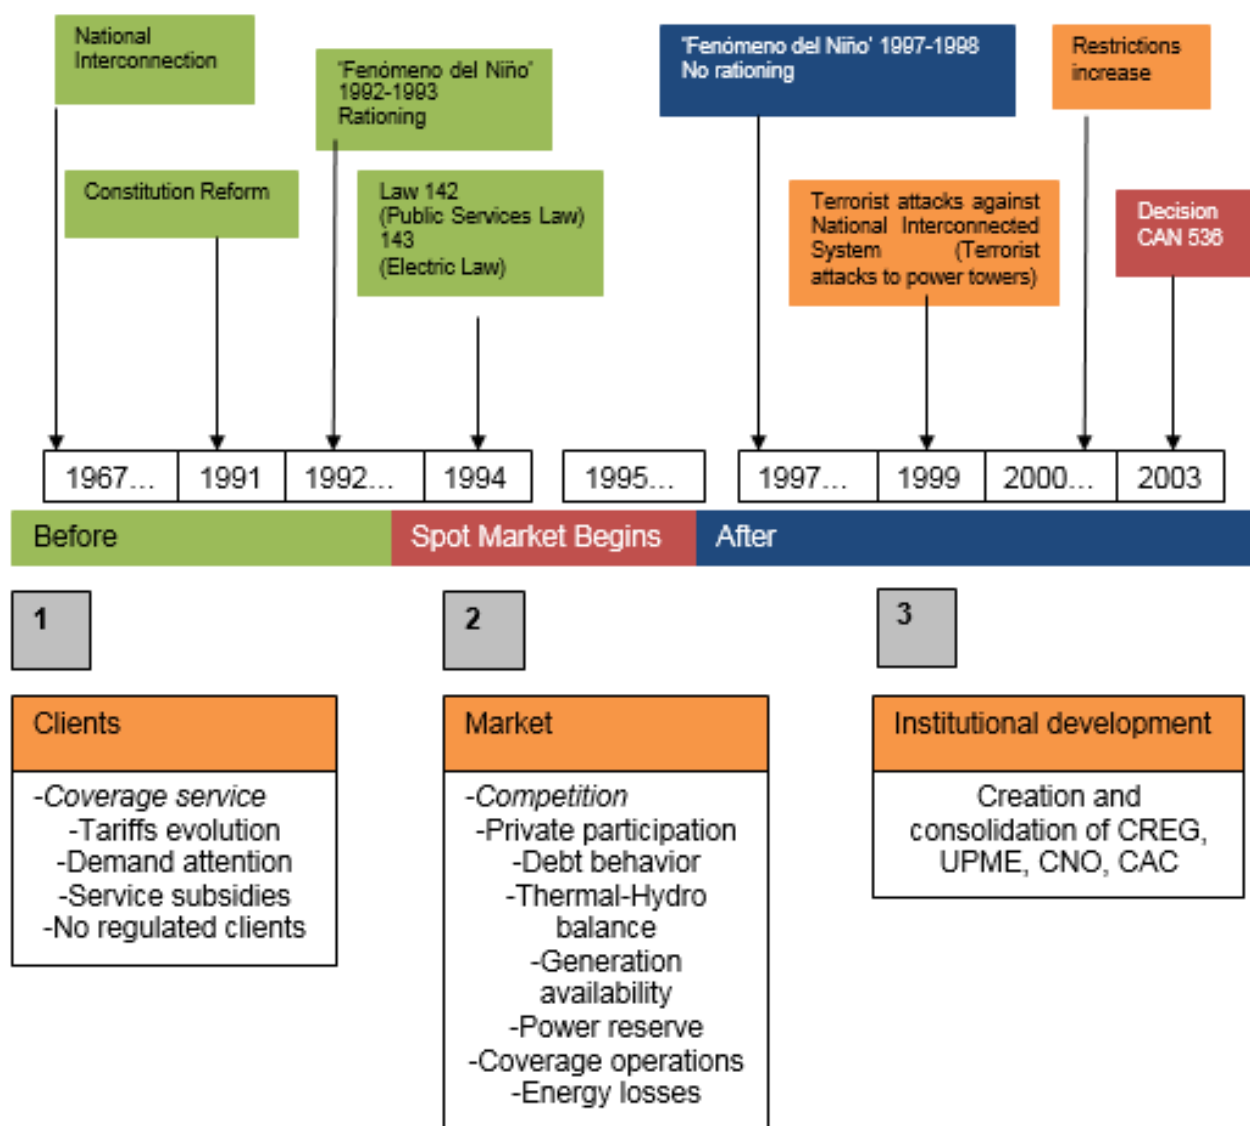 National
Interconnection
'Fenómeno del Niño'
1992-1993
Rationing
'Fenómeno del Niño' 1997-1998
No rationing
Restrictions
increase
Constitution Reform
Law 142
(Public Services Law)
143
(Electric Law)
Terrorist attacks against
National Interconnected
System (Terrorist
attacks to power towers)
Decision
CAN 536
1967...
1991
1992...
1994
1995...
1997...
1999
2000...
2003
Before
Spot Market Begins
After
1
2
3
Clients
-Coverage service
-Tariffs evolution
-Demand attention
-Service subsidies
-No regulated clients
Market
-Competition
-Private participation
-Debt behavior
-Thermal-Hydro
balance
-Generation
availability
-Power reserve
-Coverage operations
-Energy losses
Institutional development
Creation and
consolidation of CREG,
UPME, CNO, CAC